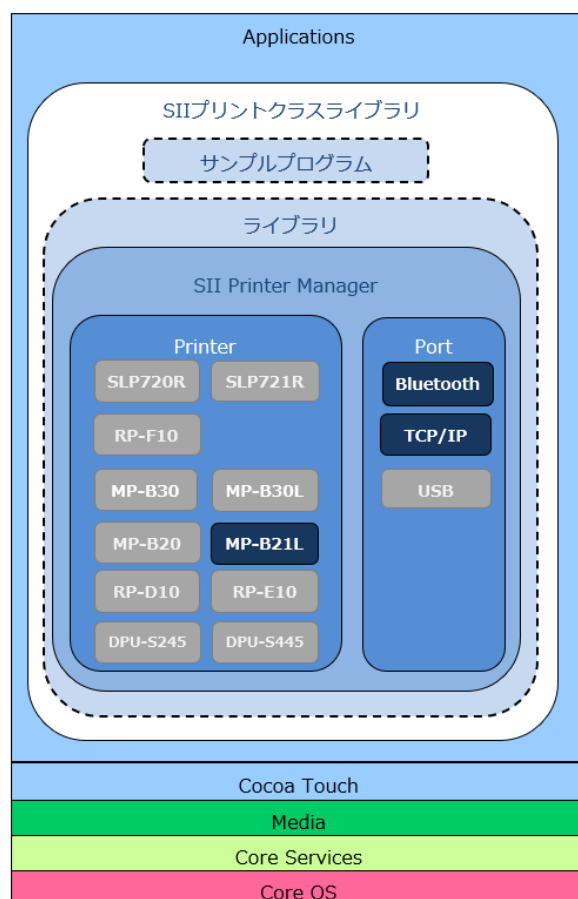 Applications
SIIプリントクラスライブラリ
サンプルプログラム
ライブラリ
SII Printer Manager
Printer
SLP720R
SLP721R
RP-F10
MP-B30
MP-B30L
MP-B20
MP-B21L
RP-D10
RP-E10
DPU-S245
DPU-S445
Port
Bluetooth
TCP/IP
USB
Cocoa Touch
Media
Core Services
Core OS